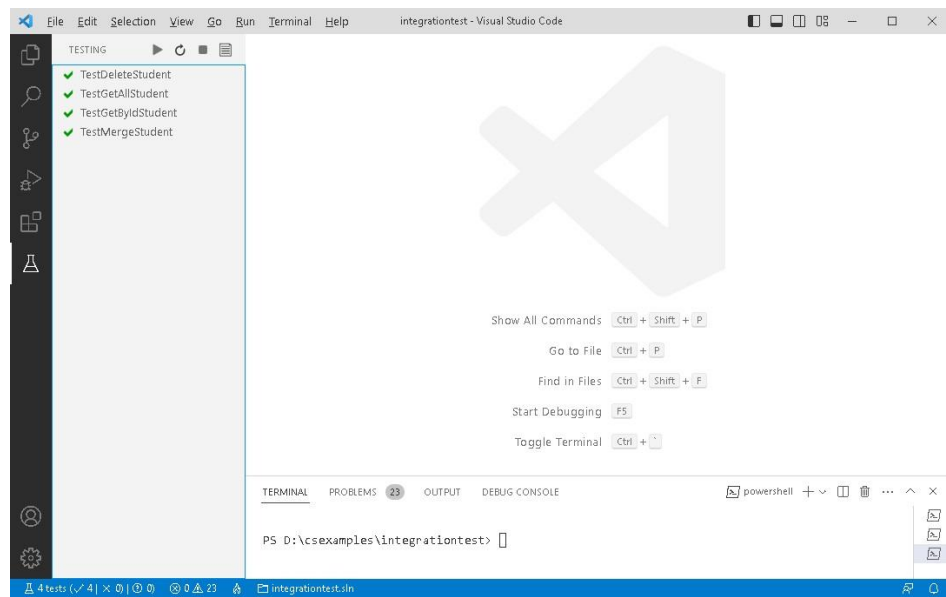 File Edit Selection View Go Run Terminal Help integrationtest - Visual Studio Code
TESTING
TestDeleteStudent
TestGetAllStudent
TestGetByIdStudent
TestMergeStudent
Show All Commands Ctrl + Shift + P
Go to File Ctrl + P
Find in Files Ctrl + Shift + F
Start Debugging F5
Toggle Terminal Ctrl + `
TERMINAL PROBLEMS 23 OUTPUT DEBUG CONSOLE powershell
PS D:\csexamples\integrationtest>
4 tests (✓ 4 | × 0) | ⓘ 0) ⊗ 0 ⚠ 23 integrationtest.sln